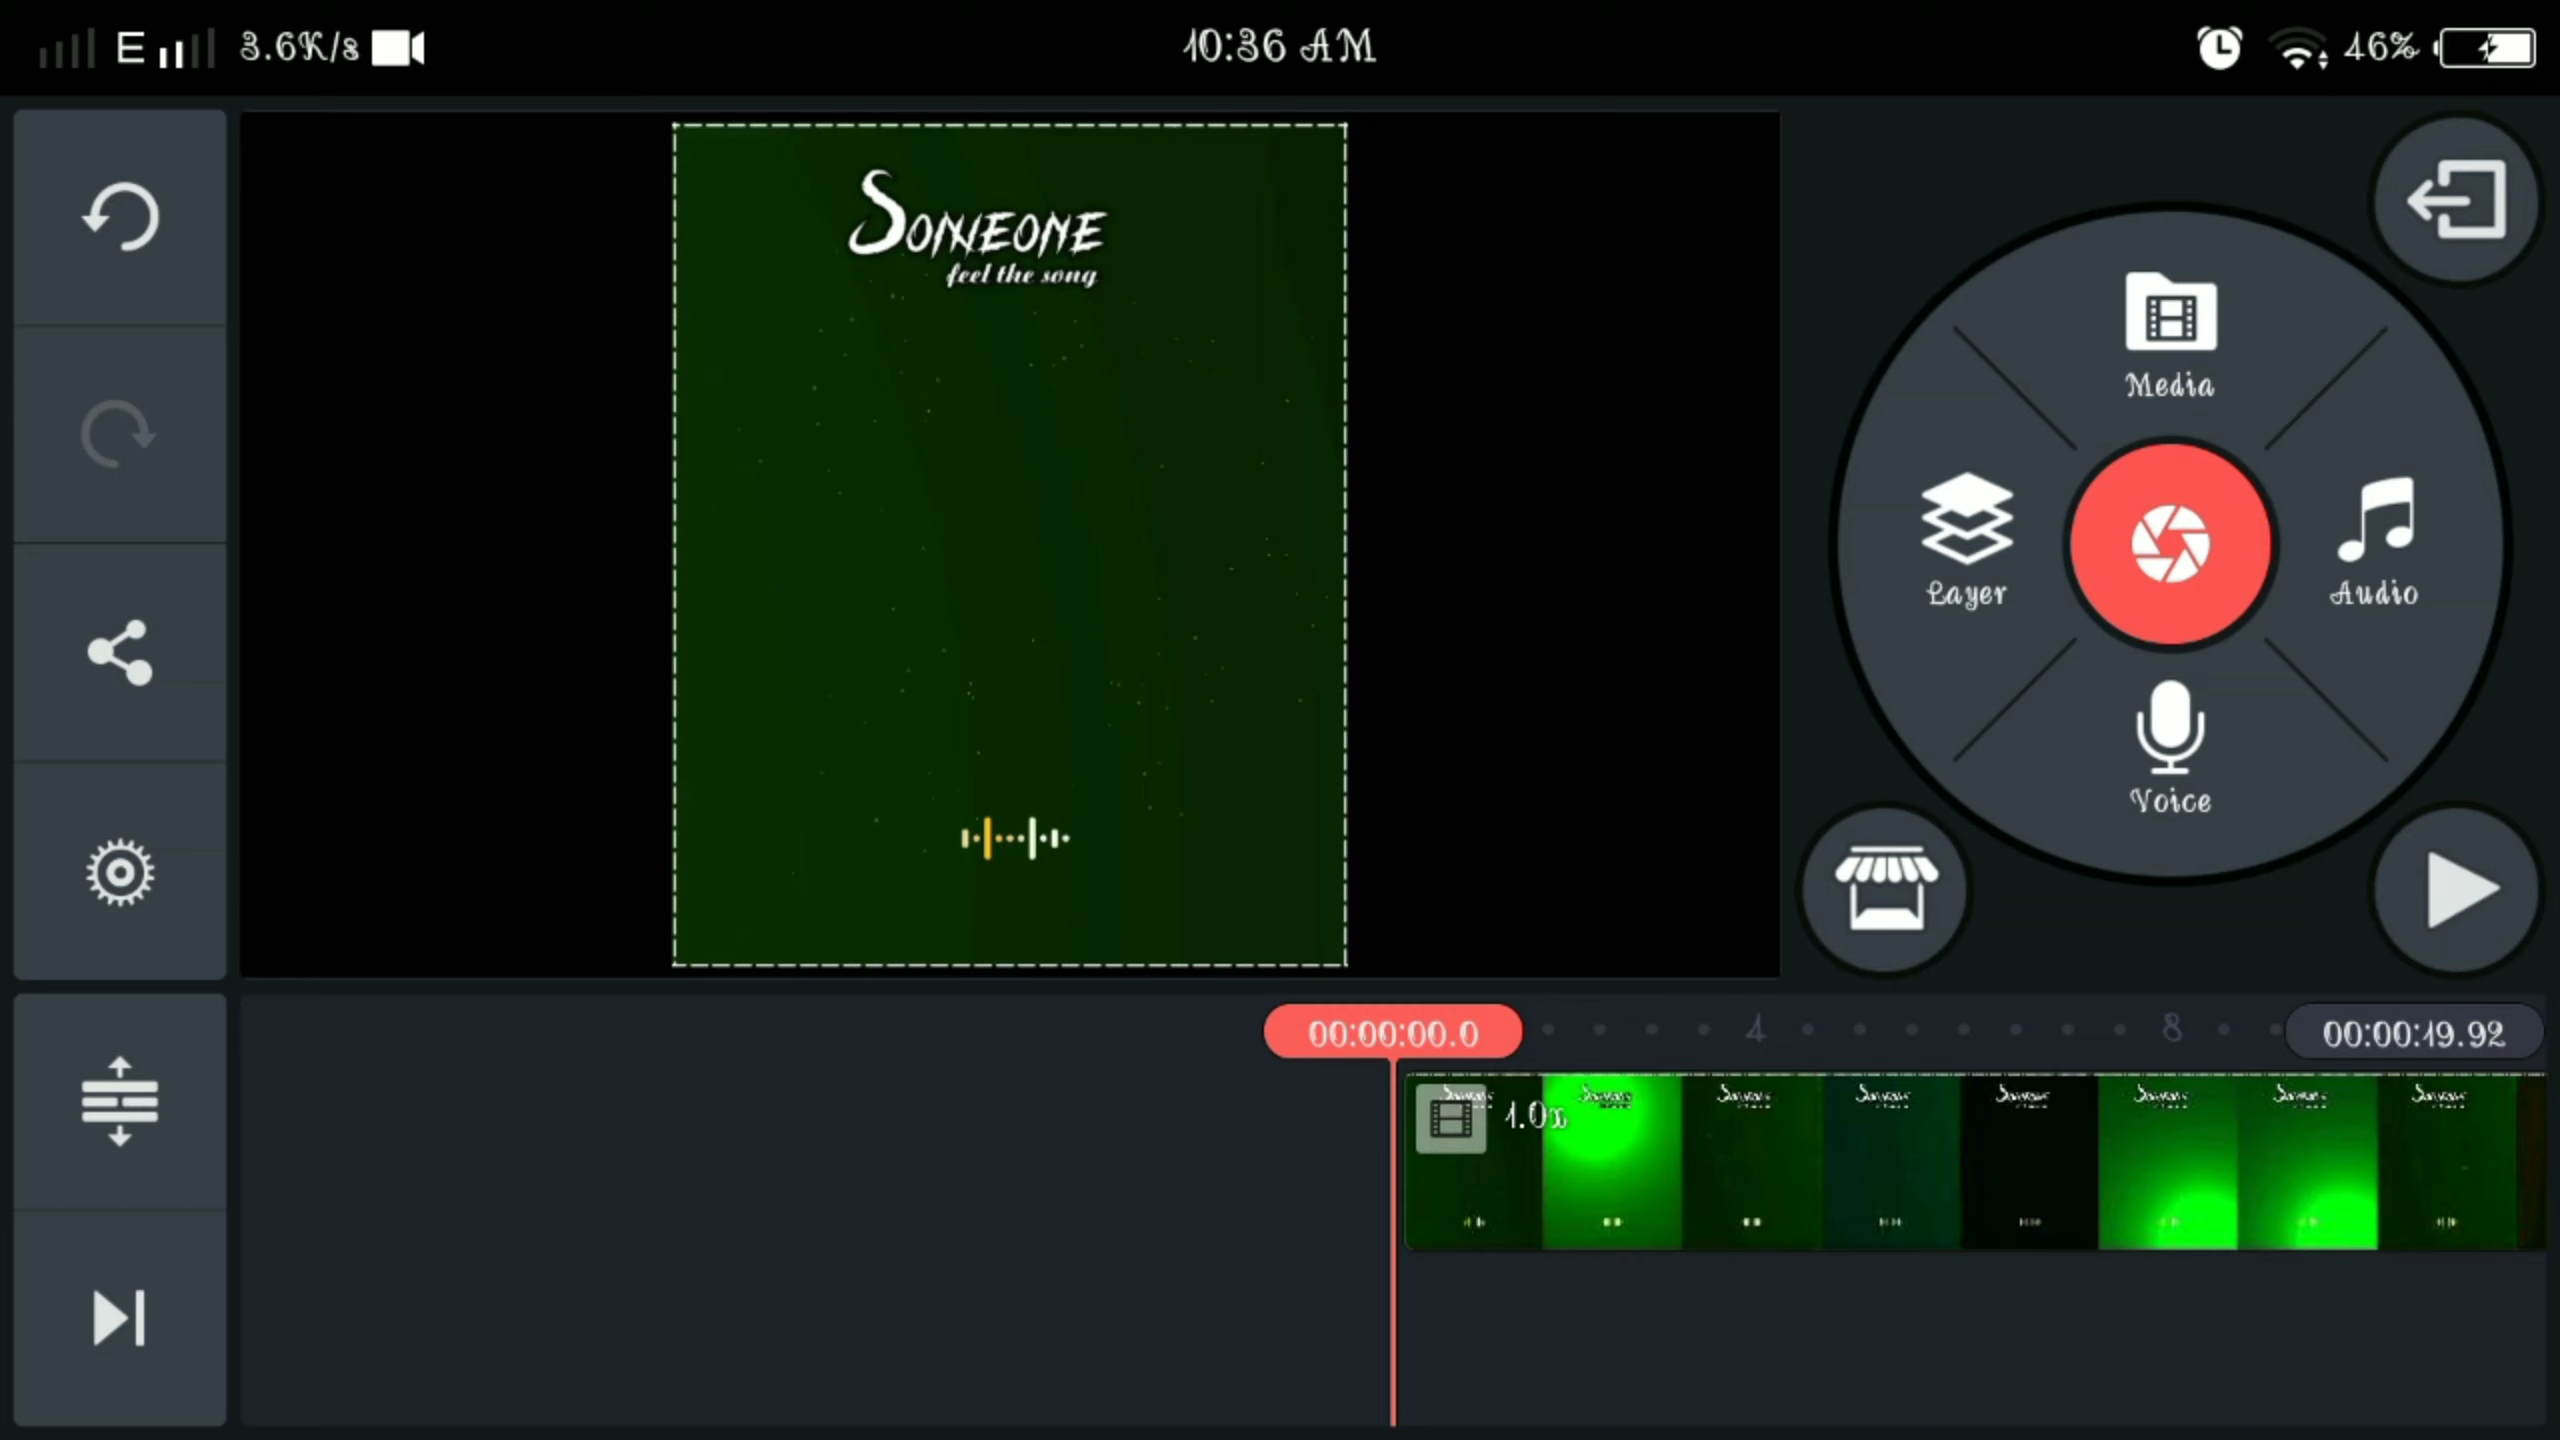 E 3.6K/s 10:36 AM 46%
SOMEONE
feel the song
Media
Layer
Audio
Voice
00:00:00.0 4 8 00:00:19.92
1.0x